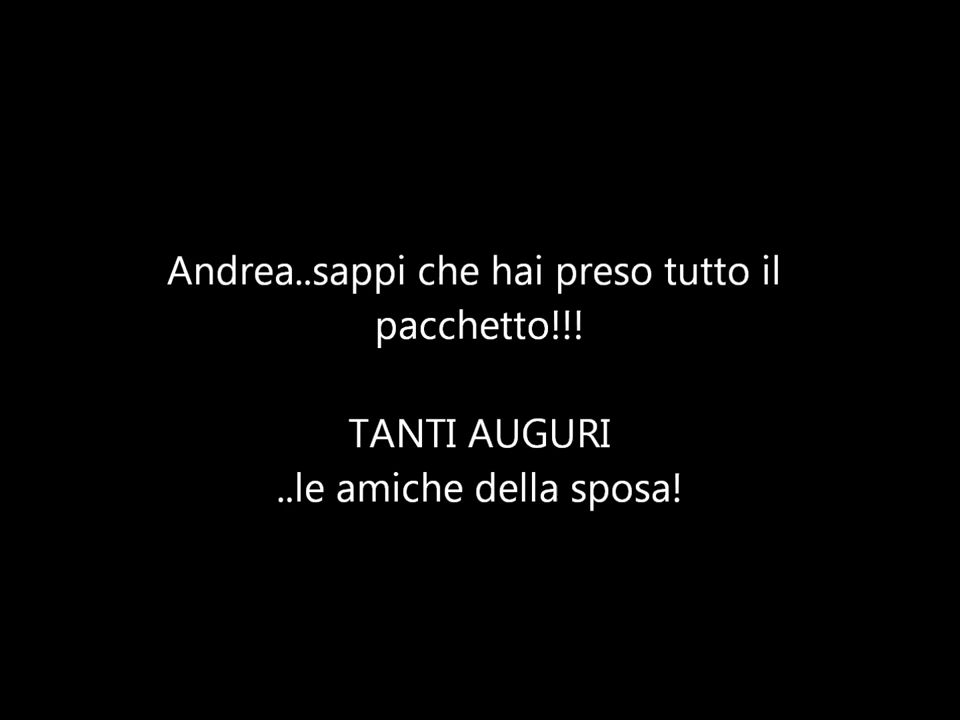 Andrea..sappi che hai preso tutto il
pacchetto!!!
TANTI AUGURI
..le amiche della sposa!